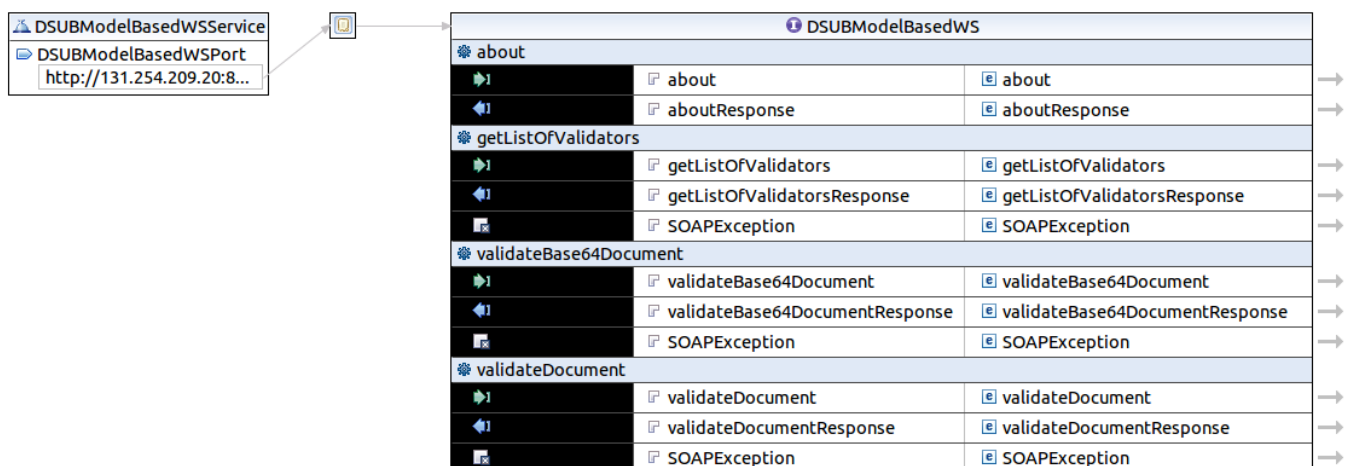 DSUBModelBasedWSService
DSUBModelBasedWSPort
http://131.254.209.20:8...
DSUBModelBasedWS
about
about about
aboutResponse aboutResponse
getListOfValidators
getListOfValidators getListOfValidators
getListOfValidatorsResponse getListOfValidatorsResponse
SOAPException SOAPException
validateBase64Document
validateBase64Document validateBase64Document
validateBase64DocumentResponse validateBase64DocumentResponse
SOAPException SOAPException
validateDocument
validateDocument validateDocument
validateDocumentResponse validateDocumentResponse
SOAPException SOAPException